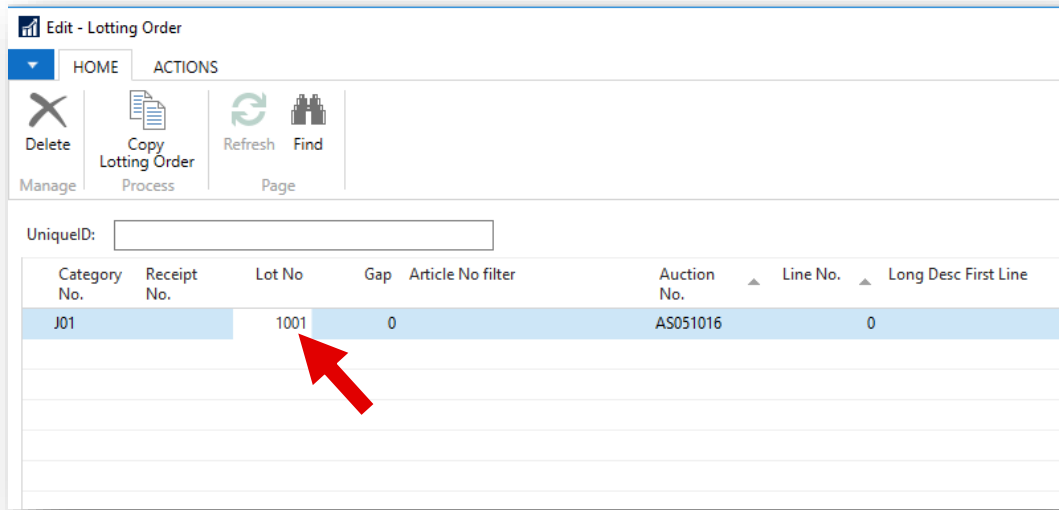 Edit - Lotting Order
HOME ACTIONS
Delete Copy Lotting Order Refresh Find
Manage Process Page
UniqueID:
Category No. Receipt No. Lot No Gap Article No filter Auction No. Line No. Long Desc First Line
J01 1001 0 AS051016 0